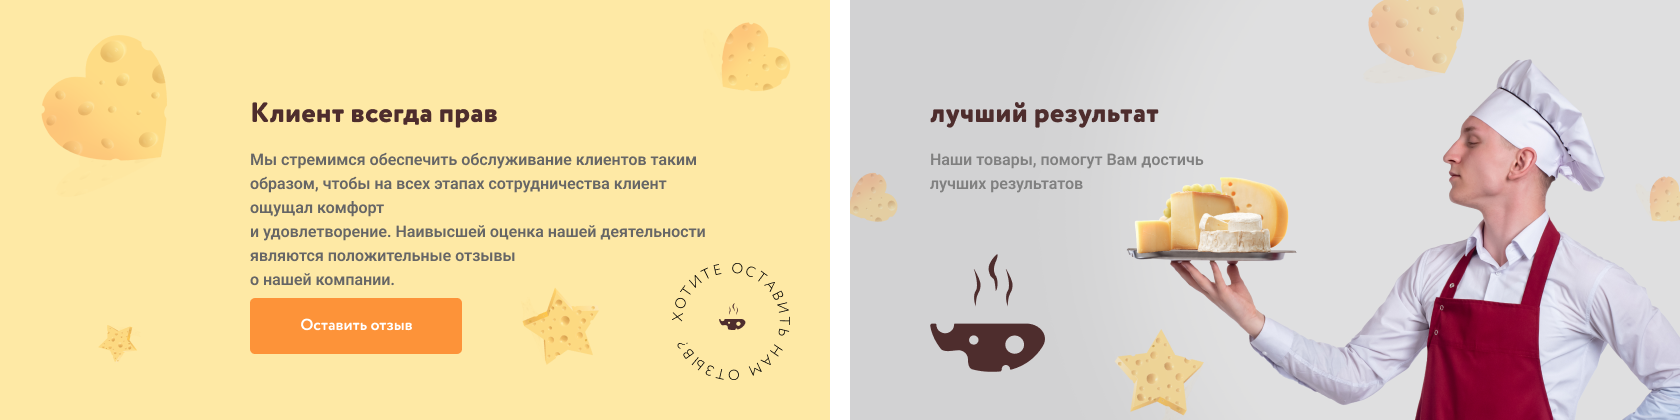 Клиент всегда прав
Мы стремимся обеспечить обслуживание клиентов таким
образом, чтобы на всех этапах сотрудничества клиент
ощущал комфорт
и удовлетворение. Наивысшей оценка нашей деятельности
являются положительные отзывы
о нашей компании.
Оставить отзыв
ХОТИТЕ ОСТАВИТЬ НАМ ОТЗЫВ?
лучший результат
Наши товары, помогут Вам достичь
лучших результатов